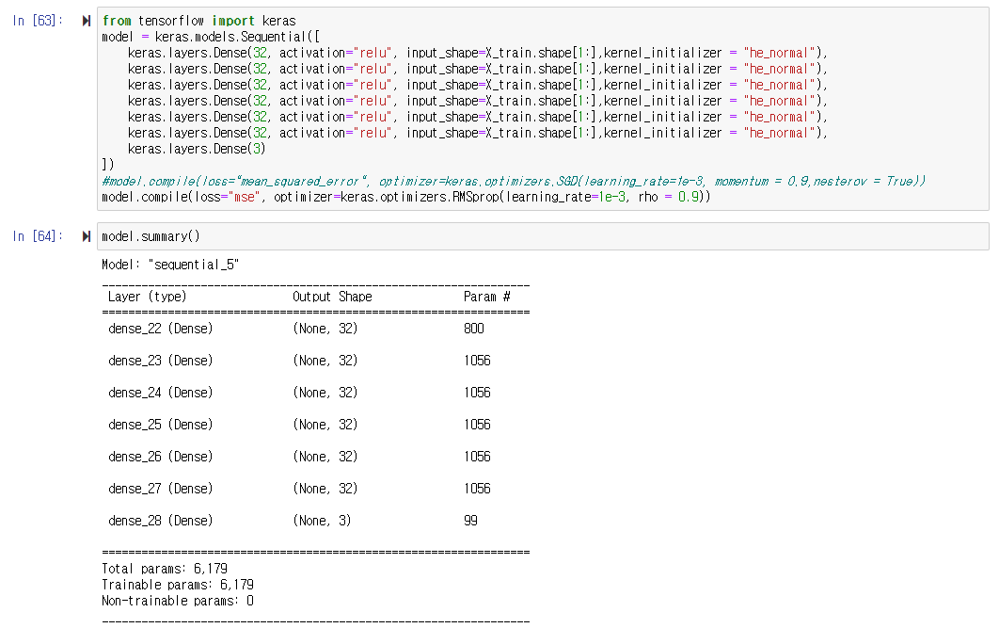 In [63]:
from tensorflow import keras
model = keras.models.Sequential([
    keras.layers.Dense(32, activation="relu", input_shape=X_train.shape[1:],kernel_initializer = "he_normal"),
    keras.layers.Dense(32, activation="relu", input_shape=X_train.shape[1:],kernel_initializer = "he_normal"),
    keras.layers.Dense(32, activation="relu", input_shape=X_train.shape[1:],kernel_initializer = "he_normal"),
    keras.layers.Dense(32, activation="relu", input_shape=X_train.shape[1:],kernel_initializer = "he_normal"),
    keras.layers.Dense(32, activation="relu", input_shape=X_train.shape[1:],kernel_initializer = "he_normal"),
    keras.layers.Dense(32, activation="relu", input_shape=X_train.shape[1:],kernel_initializer = "he_normal"),
    keras.layers.Dense(3)
])
#model.compile(loss="mean_squared_error", optimizer=keras.optimizers.SGD(learning_rate=1e-3, momentum = 0.9,nesterov = True))
model.compile(loss="mse", optimizer=keras.optimizers.RMSprop(learning_rate=1e-3, rho = 0.9))
In [64]:
model.summary()
Model: "sequential_5"
Layer (type) Output Shape Param #
dense_22 (Dense) (None, 32) 800
dense_23 (Dense) (None, 32) 1056
dense_24 (Dense) (None, 32) 1056
dense_25 (Dense) (None, 32) 1056
dense_26 (Dense) (None, 32) 1056
dense_27 (Dense) (None, 32) 1056
dense_28 (Dense) (None, 3) 99
Total params: 6,179
Trainable params: 6,179
Non-trainable params: 0